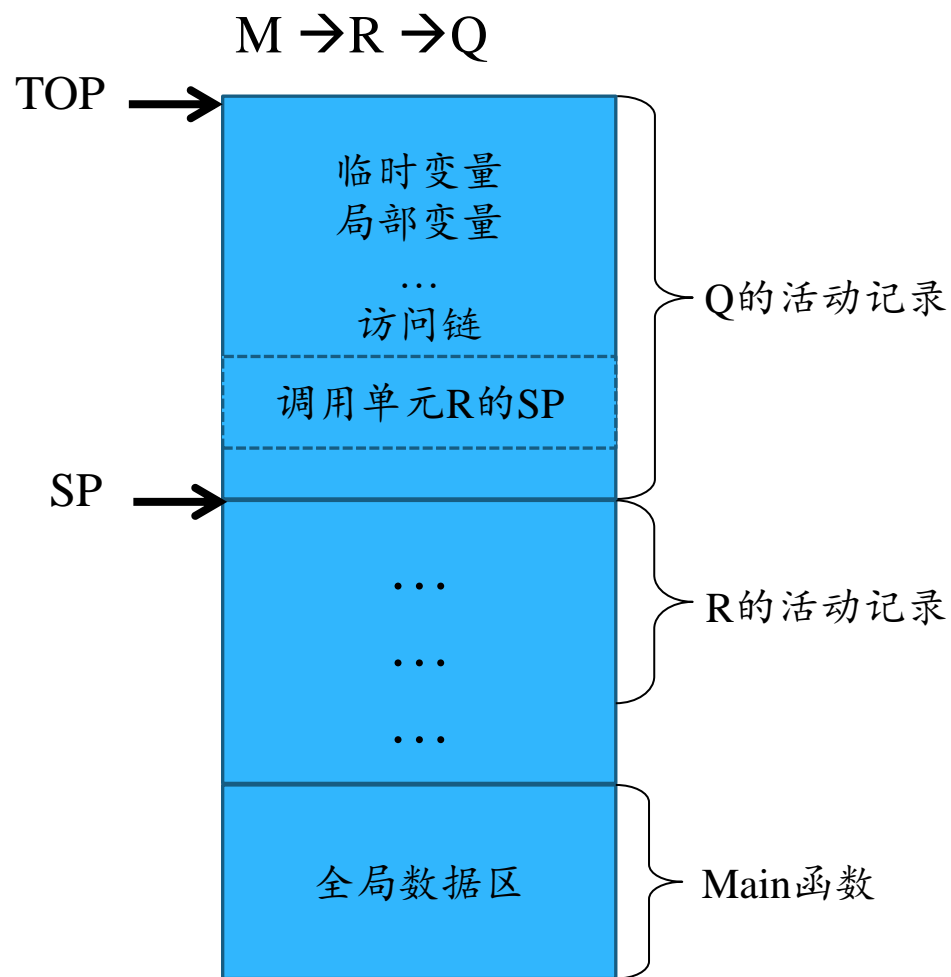 M →R →Q
TOP
临时变量
局部变量
…
访问链
Q的活动记录
调用单元R的SP
SP
…
R的活动记录
…
…
全局数据区
Main函数